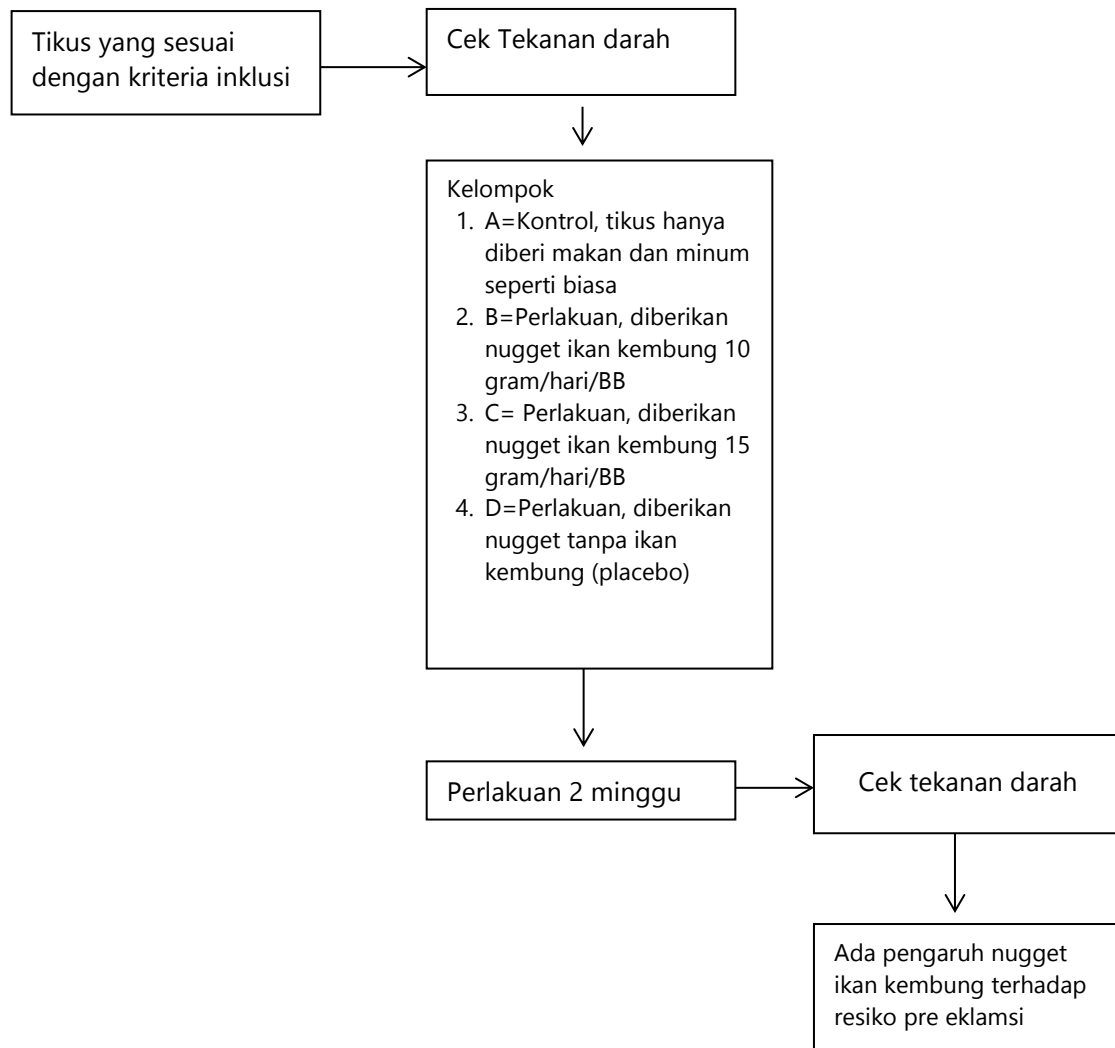 Tikus yang sesuai
dengan kriteria inklusi
Cek Tekanan darah
Kelompok
1. A=Kontrol, tikus hanya
diberi makan dan minum
seperti biasa
2. B=Perlakuan, diberikan
nugget ikan kembung 10
gram/hari/BB
3. C= Perlakuan, diberikan
nugget ikan kembung 15
gram/hari/BB
4. D=Perlakuan, diberikan
nugget tanpa ikan
kembung (placebo)
Perlakuan 2 minggu
Cek tekanan darah
Ada pengaruh nugget
ikan kembung terhadap
resiko pre eklamsi